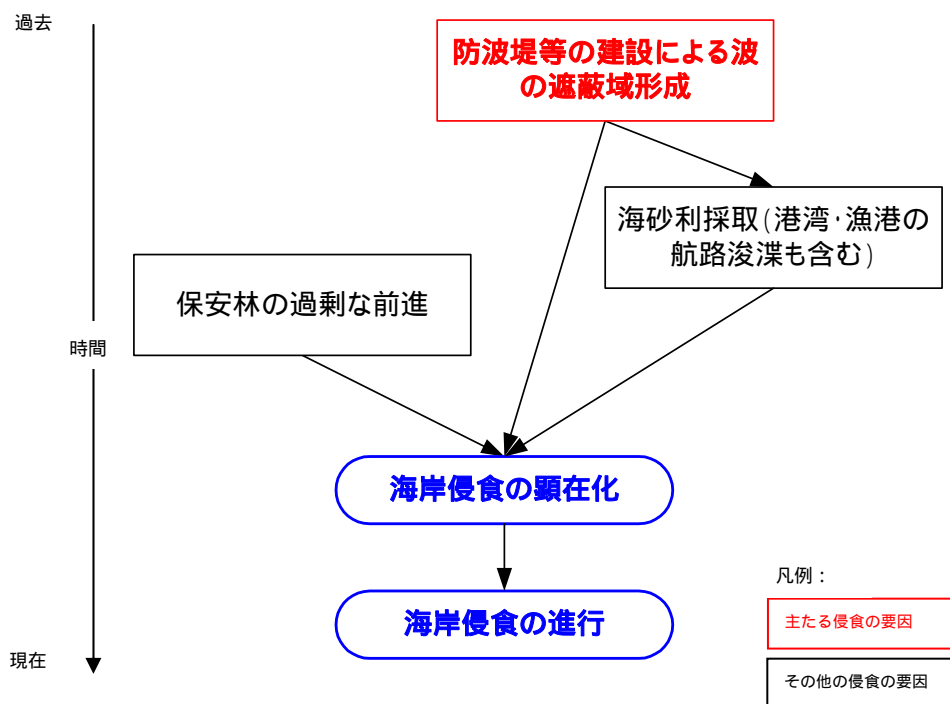 過去
防波堤等の建設による波
の遮蔽域形成
海砂利採取(港湾・漁港の
航路浚渫も含む)
保安林の過剰な前進
時間
海岸侵食の顕在化
海岸侵食の進行
現在
凡例：
主たる侵食の要因
その他の侵食の要因